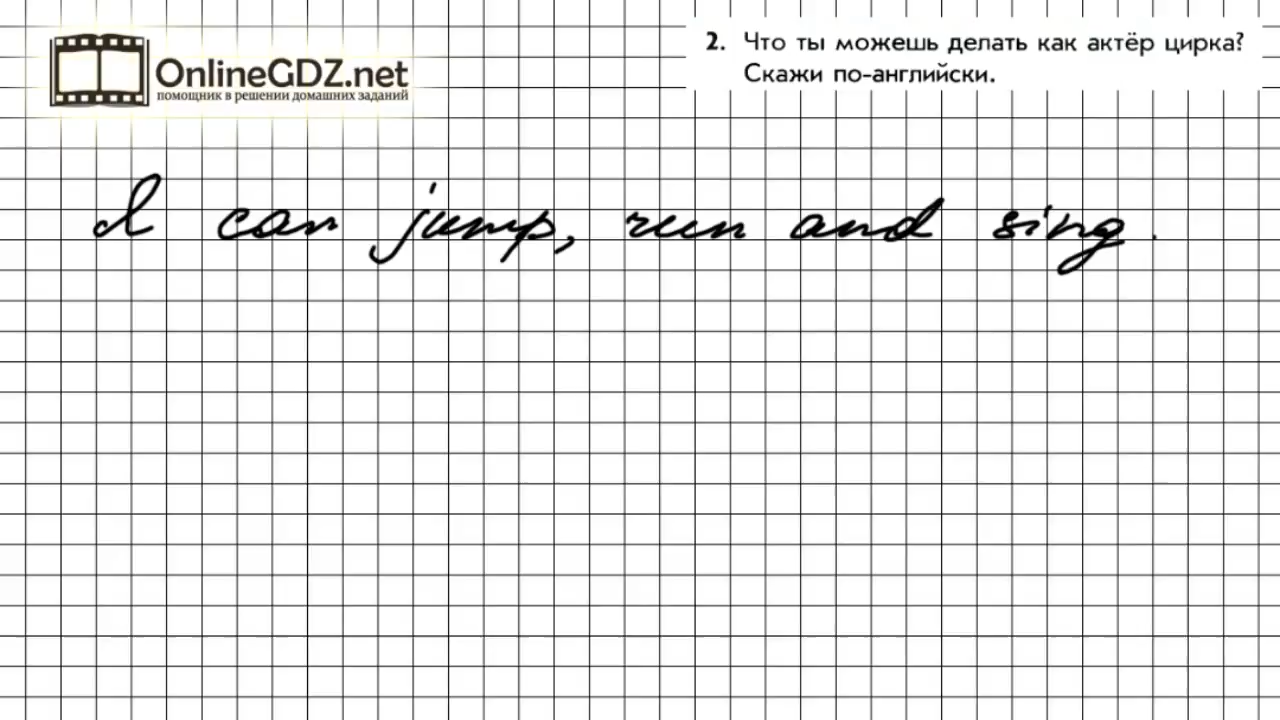 OnlineGDZ.net
помощник в решении домашних заданий
2. Что ты можешь делать как актёр цирка?
Скажи по-английски.
I can jump, run and sing.